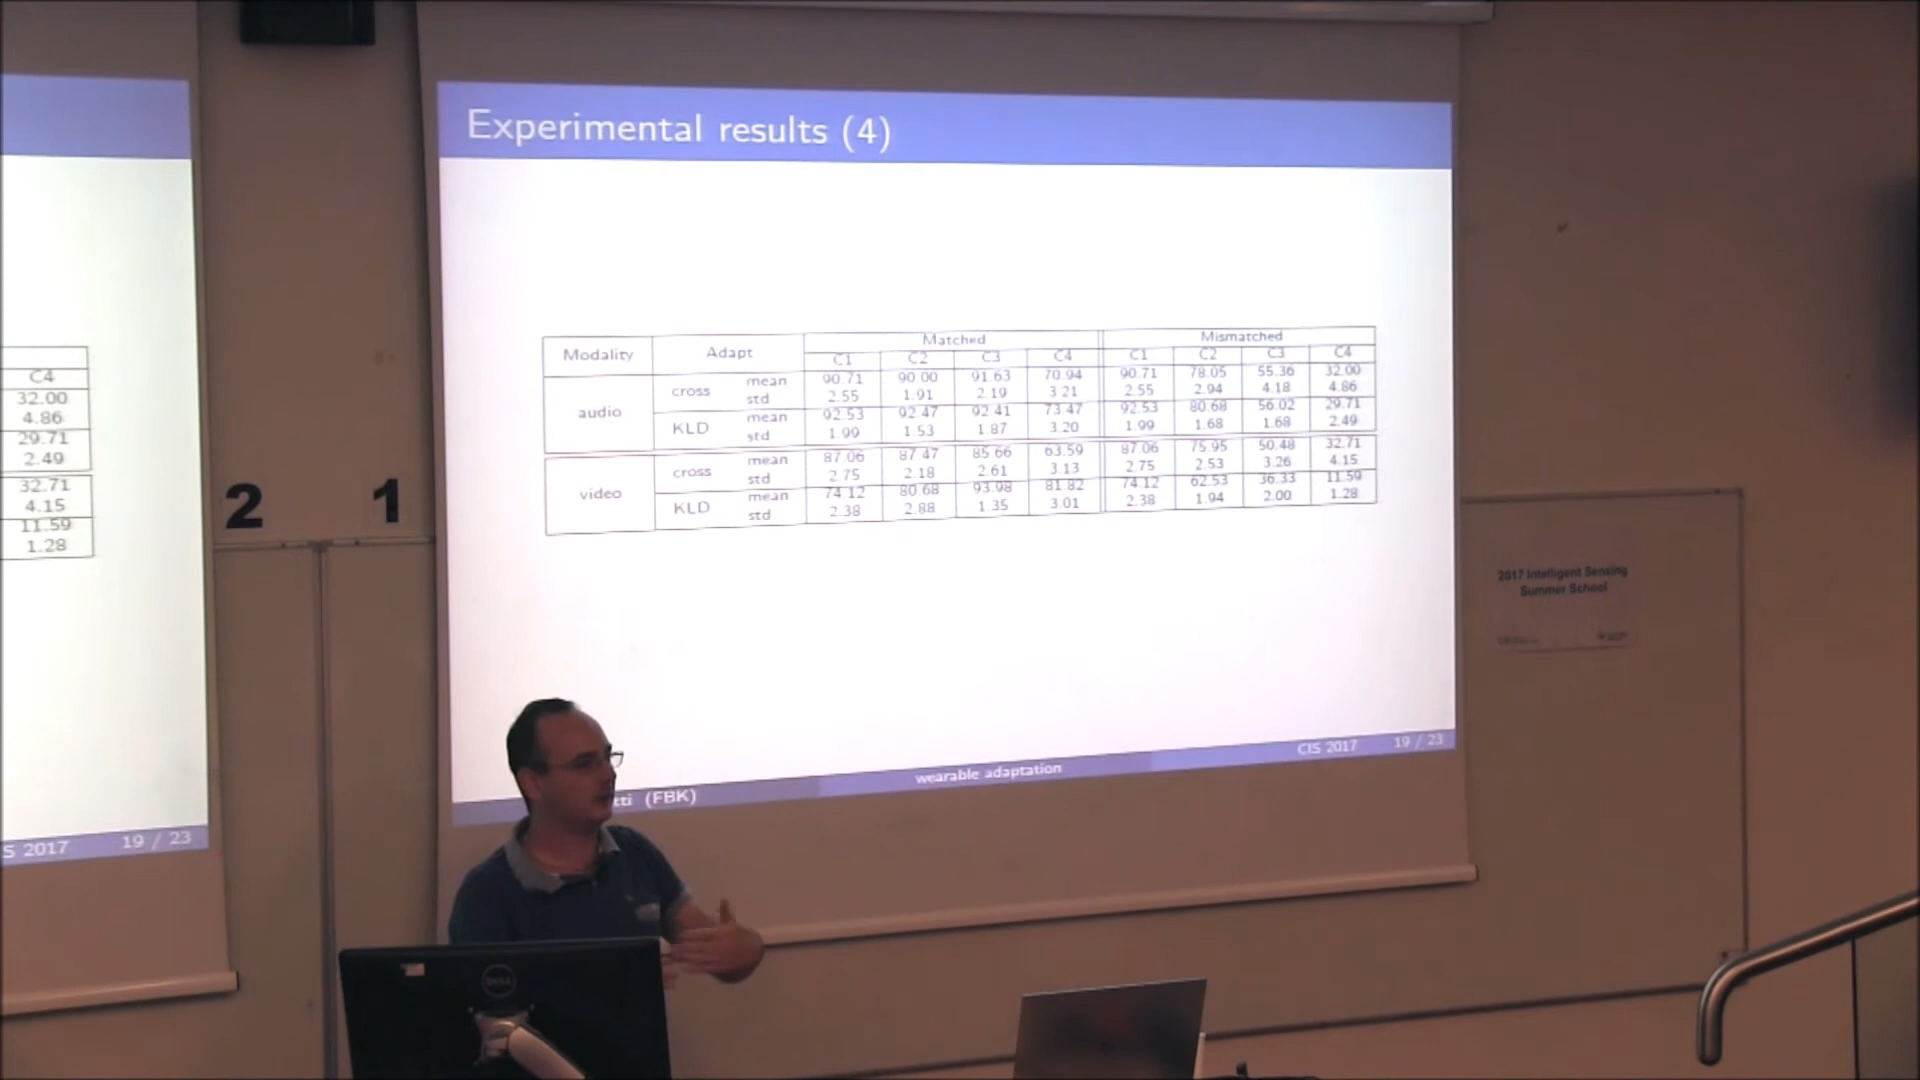 Experimental results (4)
Modality Adapt Matched Mismatched
C1 C2 C3 C4 C1 C2 C3 C4
audio cross mean 90.71 90.00 91.63 70.94 90.71 78.05 55.36 32.00
std 2.55 1.91 2.19 3.21 2.55 2.94 4.18 4.86
KLD mean 92.53 92.47 92.41 73.47 92.53 80.68 56.02 29.71
std 1.99 1.53 1.87 3.20 1.99 1.68 1.68 2.49
video cross mean 87.06 87.47 85.66 63.59 87.06 75.95 50.48 32.71
std 2.75 2.18 2.61 3.13 2.75 2.53 3.26 4.15
KLD mean 74.12 80.68 93.98 81.82 74.12 62.53 36.33 11.59
std 2.38 2.88 1.35 3.01 2.38 1.94 2.00 1.28
tti (FBK) wearable adaptation CIS 2017 19 / 23
C4
32.00
4.86
29.71
2.49
32.71
4.15
11.59
1.28
S 2017 19 / 23
2 1
2017 Intelligent Sensing
Summer School
DELL